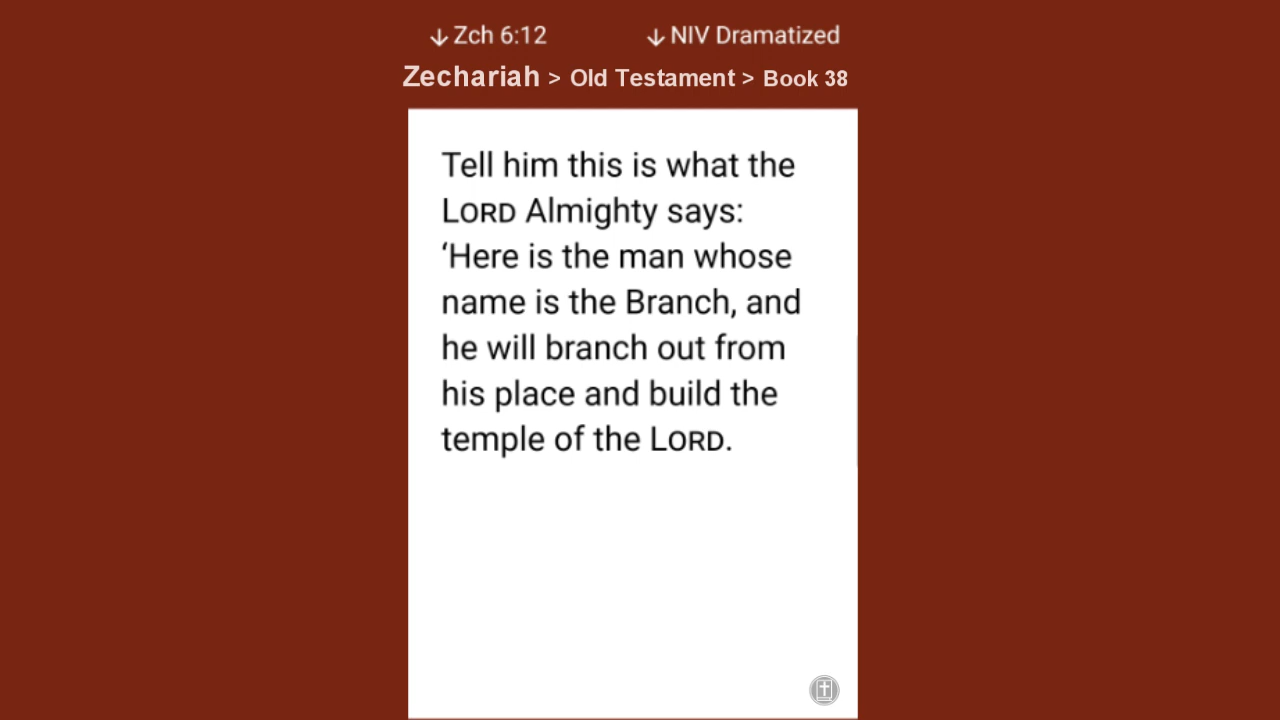 ↓ Zch 6:12 ↓ NIV Dramatized
Zechariah > Old Testament > Book 38
Tell him this is what the
LORD Almighty says:
‘Here is the man whose
name is the Branch, and
he will branch out from
his place and build the
temple of the LORD.